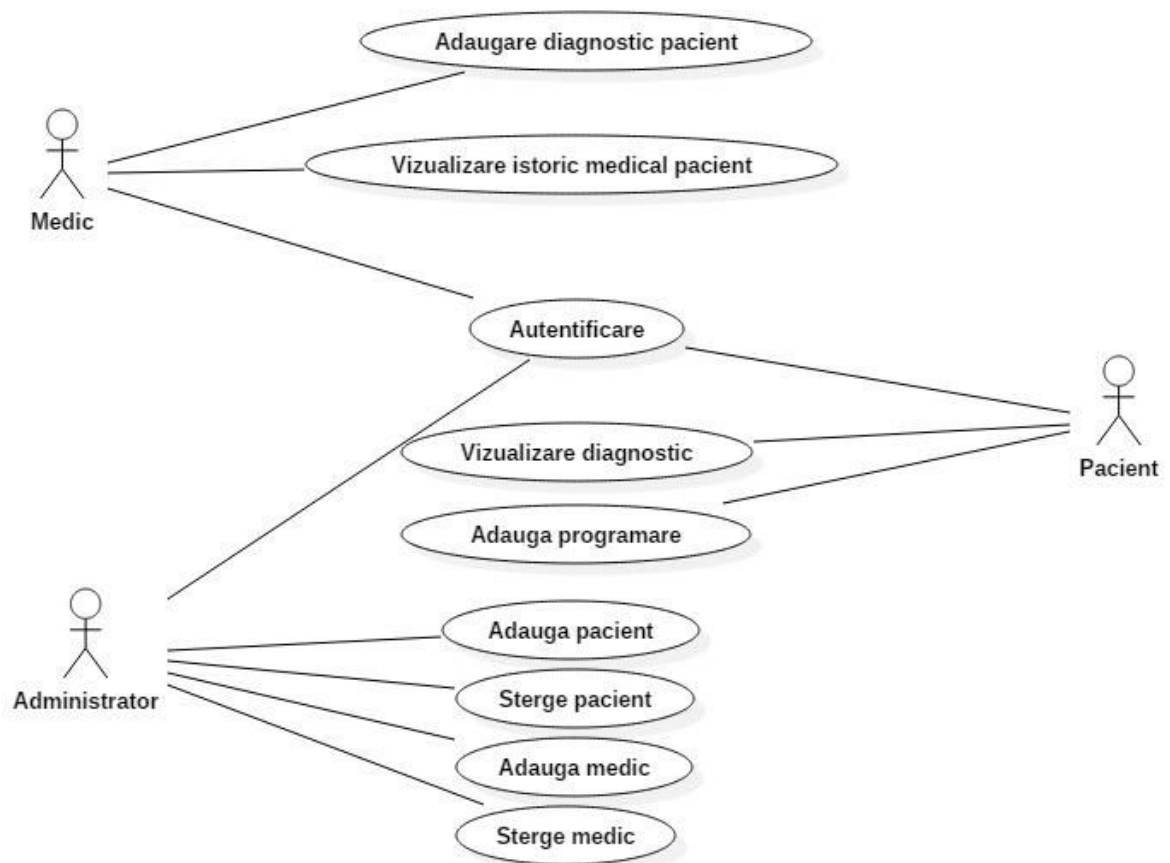 Adaugare diagnostic pacient
Vizualizare istoric medical pacient
Medic
Autentificare
Vizualizare diagnostic
Pacient
Adauga programare
Adauga pacient
Sterge pacient
Administrator
Adauga medic
Sterge medic